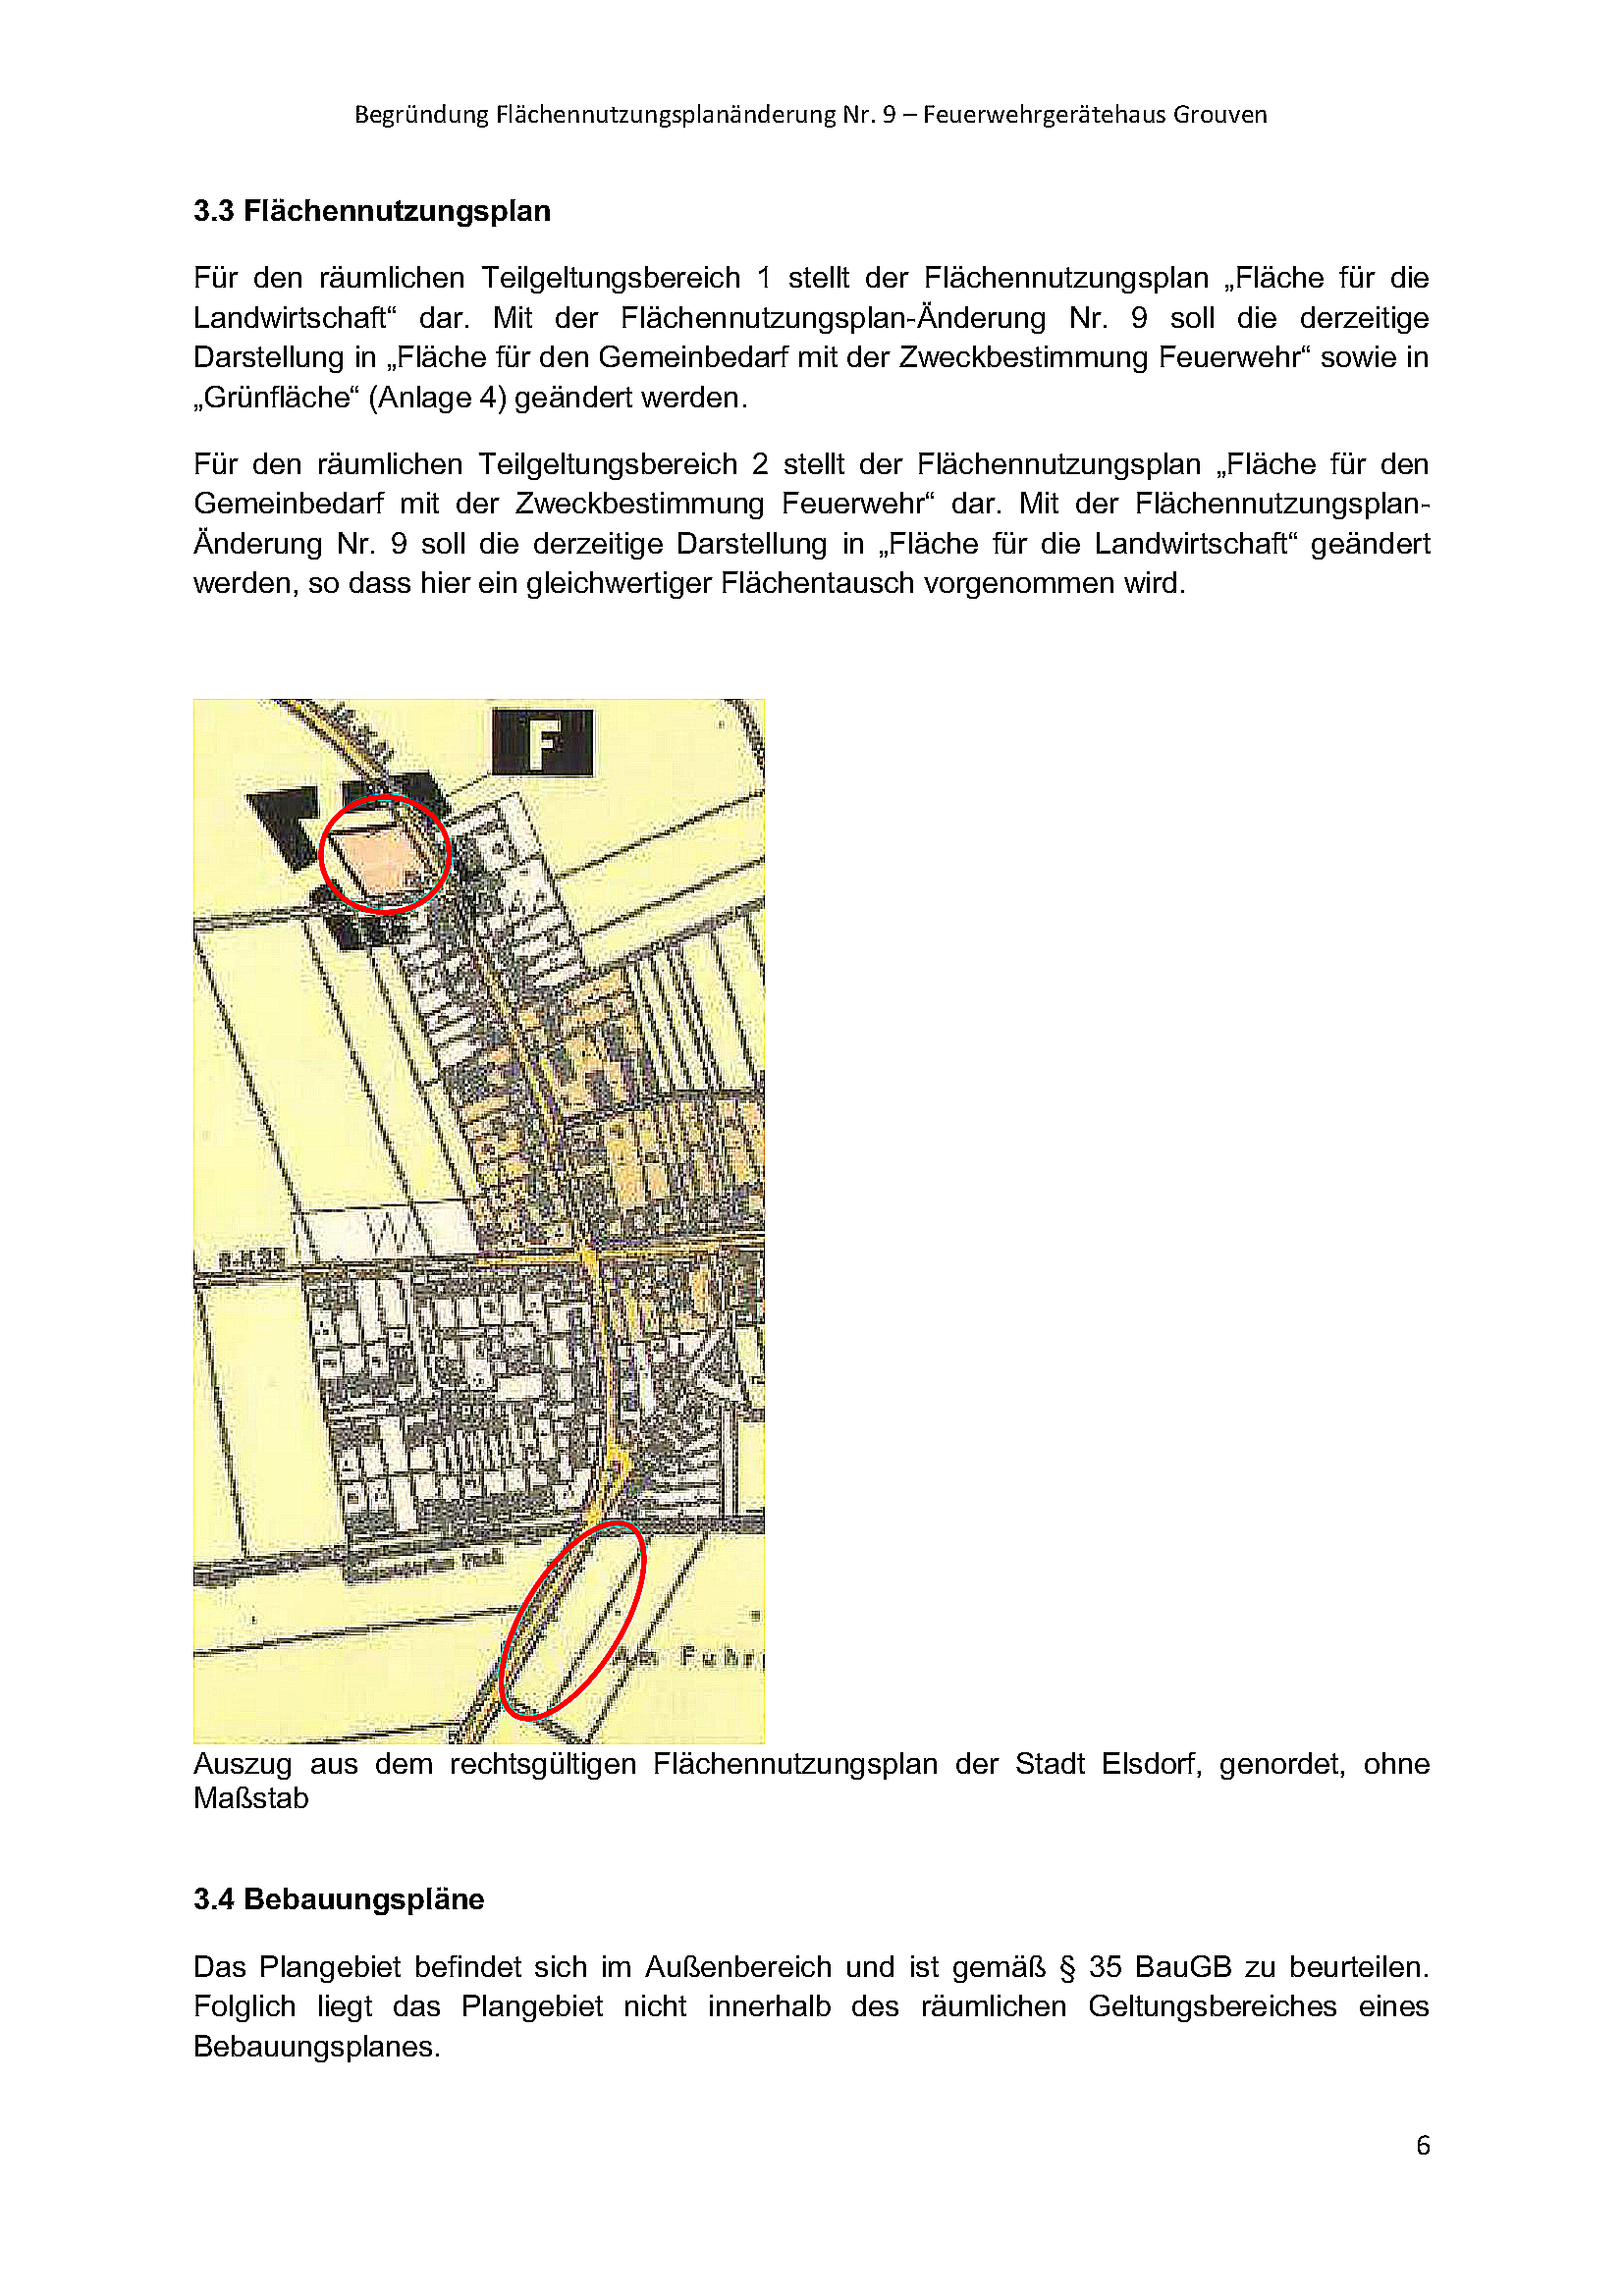 Begründung Flächennutzungsplanänderung Nr. 9 – Feuerwehrgerätehaus Grouven
3.3 Flächennutzungsplan
Für den räumlichen Teilgeltungsbereich 1 stellt der Flächennutzungsplan „Fläche für die
Landwirtschaft“ dar. Mit der Flächennutzungsplan-Änderung Nr. 9 soll die derzeitige
Darstellung in „Fläche für den Gemeinbedarf mit der Zweckbestimmung Feuerwehr“ sowie in
„Grünfläche“ (Anlage 4) geändert werden.
Für den räumlichen Teilgeltungsbereich 2 stellt der Flächennutzungsplan „Fläche für den
Gemeinbedarf mit der Zweckbestimmung Feuerwehr“ dar. Mit der Flächennutzungsplan-
Änderung Nr. 9 soll die derzeitige Darstellung in „Fläche für die Landwirtschaft“ geändert
werden, so dass hier ein gleichwertiger Flächentausch vorgenommen wird.
F
W
Am Fuhr
Auszug aus dem rechtsgültigen Flächennutzungsplan der Stadt Elsdorf, genordet, ohne
Maßstab
3.4 Bebauungspläne
Das Plangebiet befindet sich im Außenbereich und ist gemäß § 35 BauGB zu beurteilen.
Folglich liegt das Plangebiet nicht innerhalb des räumlichen Geltungsbereiches eines
Bebauungsplanes.
6